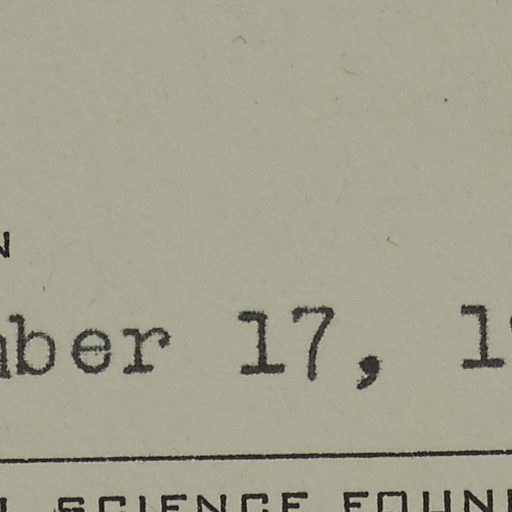 N
ber 17, 1
L SCIENCE FOUN